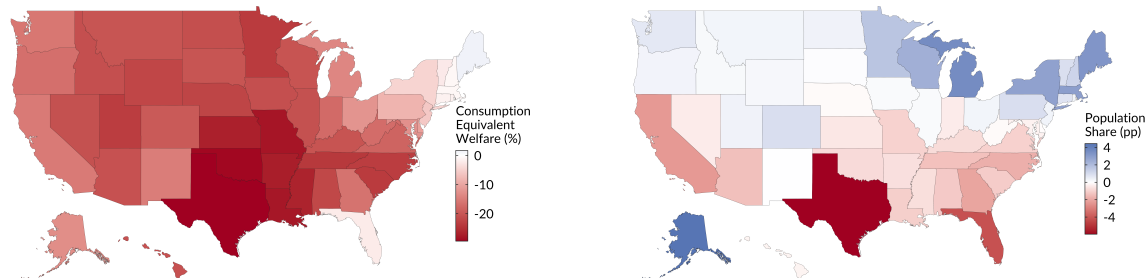 Consumption
Equivalent
Welfare (%)
0
-10
-20
Population
Share (pp)
4
2
0
-2
-4